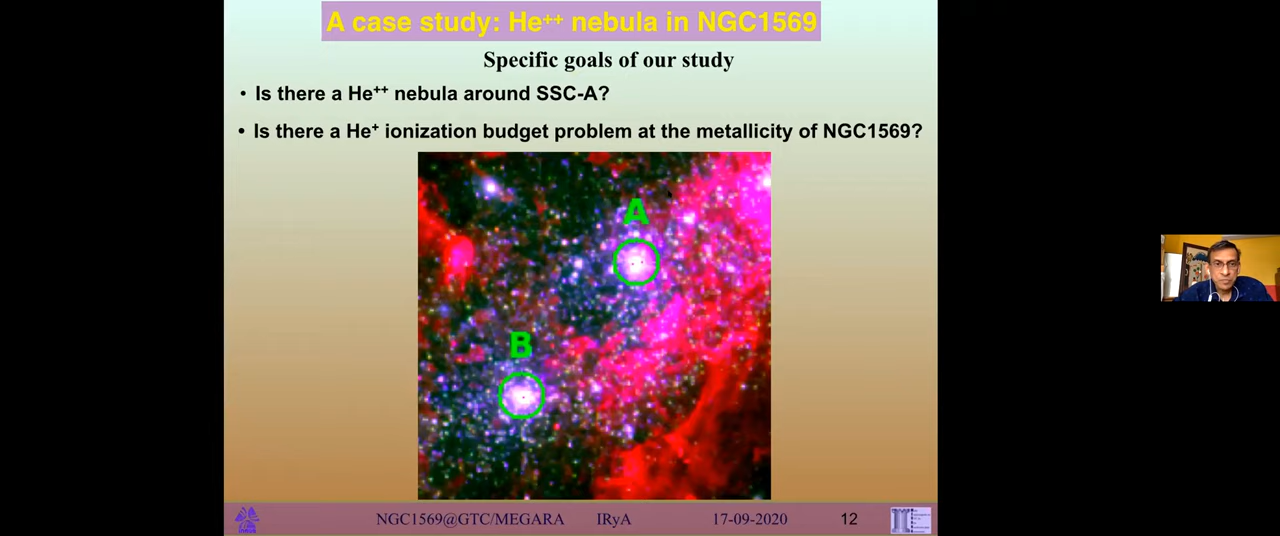 A case study: He⁺⁺ nebula in NGC1569
Specific goals of our study
• Is there a He⁺⁺ nebula around SSC-A?
• Is there a He⁺ ionization budget problem at the metallicity of NGC1569?
A
B
NGC1569@GTC/MEGARA IRyA 17-09-2020 12